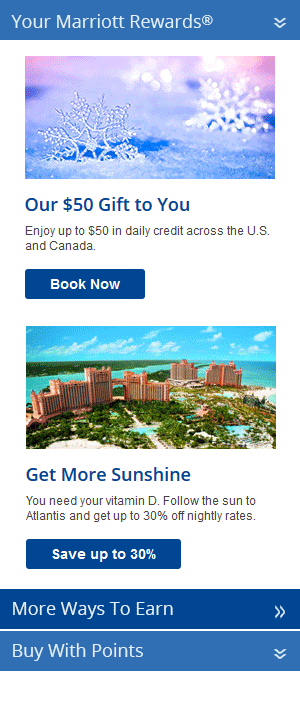 Your Marriott Rewards®
Our $50 Gift to You
Enjoy up to $50 in daily credit across the U.S.
and Canada.
Book Now
Get More Sunshine
You need your vitamin D. Follow the sun to
Atlantis and get up to 30% off nightly rates.
Save up to 30%
More Ways To Earn
Buy With Points